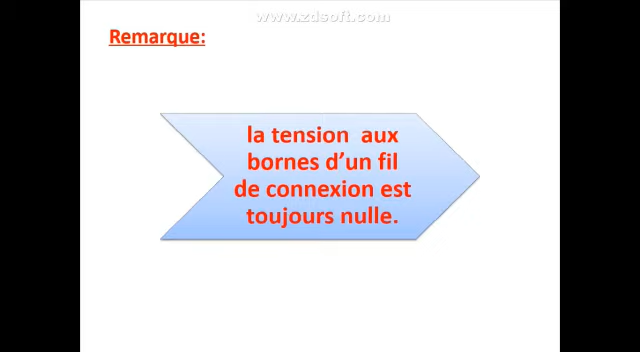 www.zdsoft.com
Remarque:
la tension aux
bornes d’un fil
de connexion est
toujours nulle.